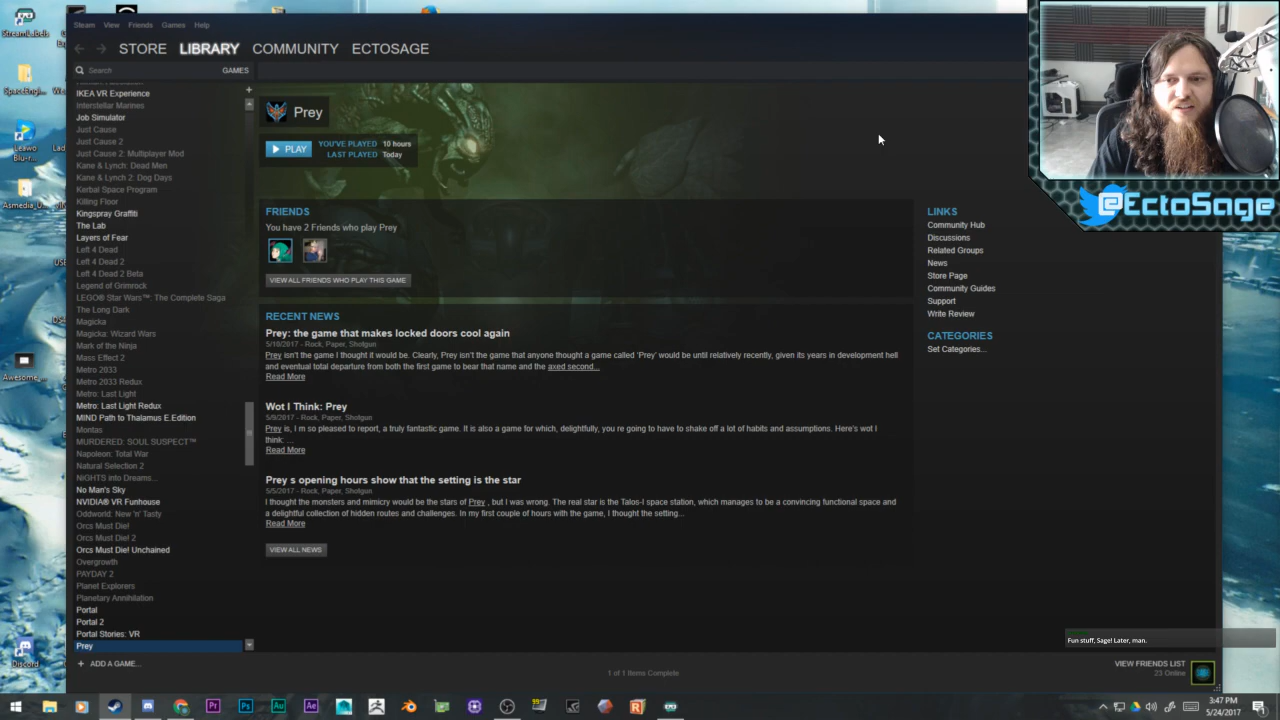 Steam View Friends Games Help
STORE LIBRARY COMMUNITY ECTOSAGE
Search GAMES
IKEA VR Experience
Interstellar Marines
Job Simulator
Just Cause
Just Cause 2
Just Cause 2: Multiplayer Mod
Kane & Lynch: Dead Men
Kane & Lynch 2: Dog Days
Kerbal Space Program
Killing Floor
Kingspray Graffiti
The Lab
Layers of Fear
Left 4 Dead
Left 4 Dead 2
Left 4 Dead 2 Beta
Legend of Grimrock
LEGO® Star Wars™: The Complete Saga
The Long Dark
Magicka
Magicka: Wizard Wars
Mark of the Ninja
Mass Effect 2
Metro 2033
Metro 2033 Redux
Metro: Last Light
Metro: Last Light Redux
MIND Path to Thalamus E.Edition
Montas
MURDERED: SOUL SUSPECT™
Napoleon: Total War
Natural Selection 2
NiGHTS into Dreams...
No Man's Sky
NVIDIA® VR Funhouse
Oddworld: New 'n' Tasty
Orcs Must Die!
Orcs Must Die! 2
Orcs Must Die! Unchained
Overgrowth
PAYDAY 2
Planet Explorers
Planetary Annihilation
Portal
Portal 2
Portal Stories: VR
Prey
+ ADD A GAME...
Prey
PLAY
YOU'VE PLAYED 10 hours
LAST PLAYED Today
FRIENDS
You have 2 Friends who play Prey
VIEW ALL FRIENDS WHO PLAY THIS GAME
RECENT NEWS
Prey: the game that makes locked doors cool again
5/10/2017 - Rock, Paper, Shotgun
Prey isn't the game I thought it would be. Clearly, Prey isn't the game that anyone thought a game called 'Prey' would be until relatively recently, given its years in development hell
and eventual total departure from both the first game to bear that name and the axed second...
Read More
Wot I Think: Prey
5/9/2017 - Rock, Paper, Shotgun
Prey is, I m so pleased to report, a truly fantastic game. It is also a game for which, delightfully, you re going to have to shake off a lot of habits and assumptions. Here's wot I
think: ...
Read More
Prey s opening hours show that the setting is the star
5/5/2017 - Rock, Paper, Shotgun
I thought the monsters and mimicry would be the stars of Prey , but I was wrong. The real star is the Talos-I space station, which manages to be a convincing functional space and
a delightful collection of hidden routes and challenges. In my first couple of hours with the game, I thought the setting...
Read More
VIEW ALL NEWS
LINKS
Community Hub
Discussions
Related Groups
News
Store Page
Community Guides
Support
Write Review
CATEGORIES
Set Categories...
@EctoSage
Fun stuff, Sage! Later, man.
1 of 1 Items Complete
VIEW FRIENDS LIST
23 Online
StreamLabels
SpaceEngi...
Leawo
Blu-r...
Asmedia_U...
Awesome_...
Discord
Pr Ps Au Ae
3:47 PM
5/24/2017